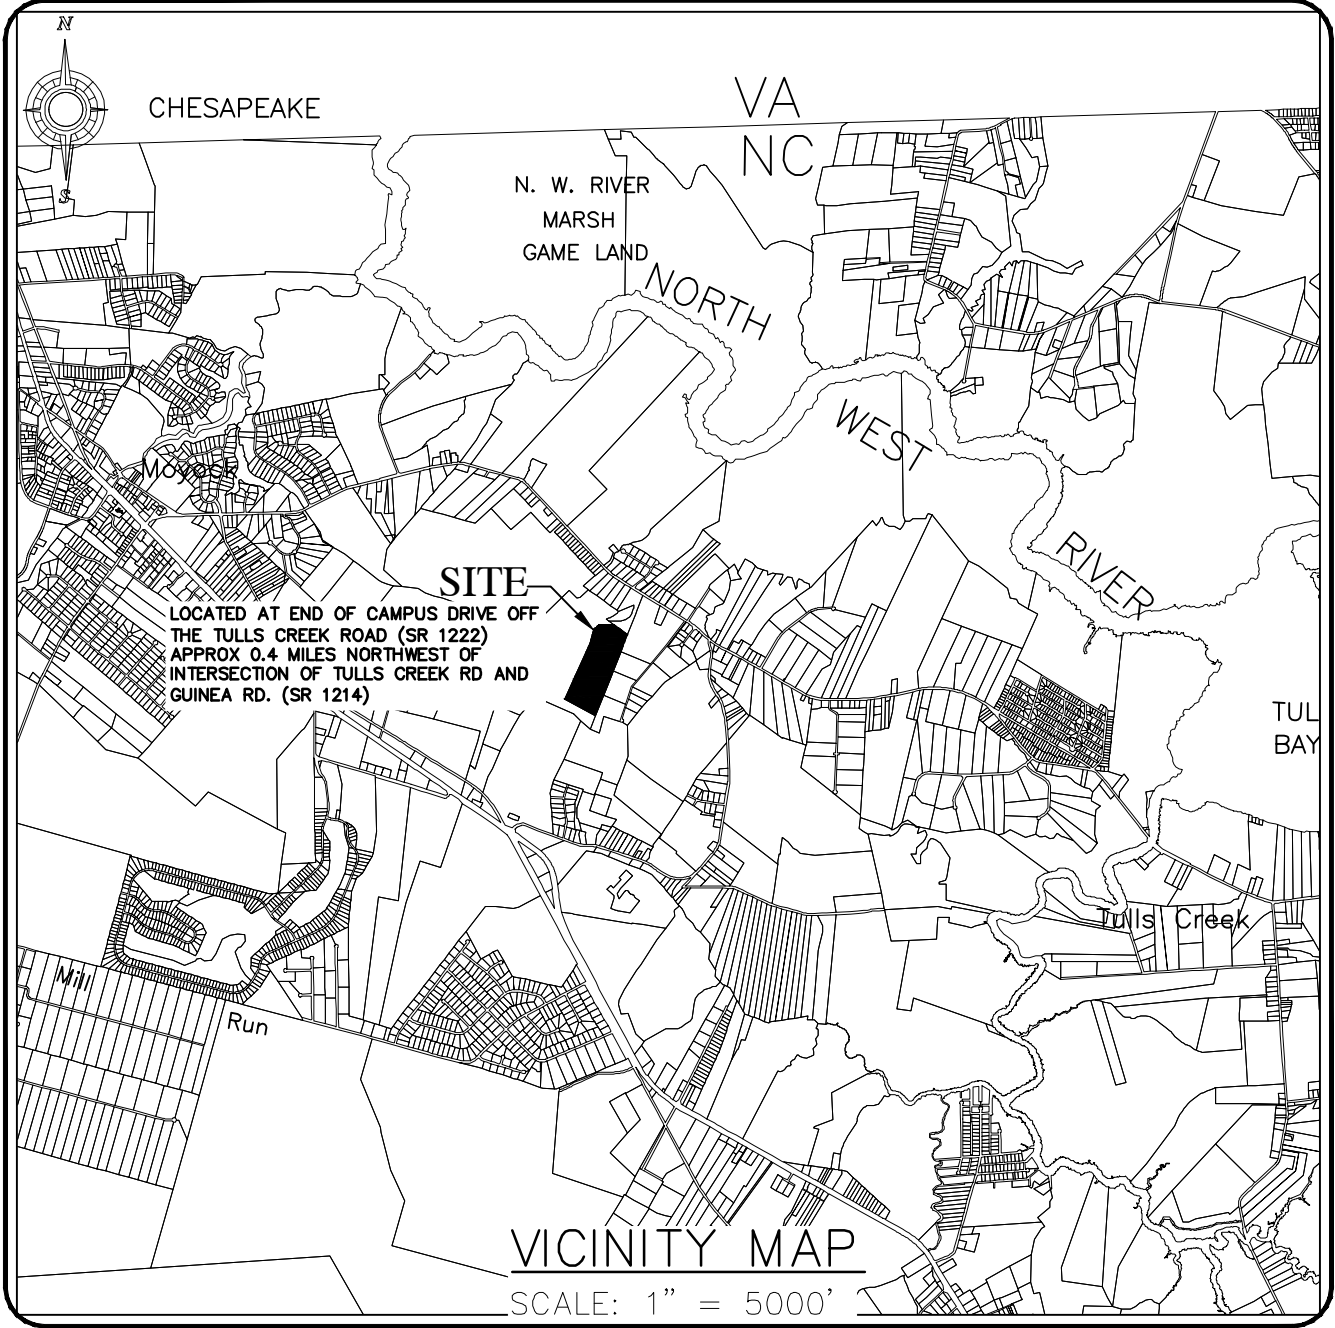 N
CHESAPEAKE
VA
NC
S
N. W. RIVER
MARSH
GAME LAND
NORTH
WEST
RIVER
Moyock
SITE
LOCATED AT END OF CAMPUS DRIVE OFF
THE TULLS CREEK ROAD (SR 1222)
APPROX 0.4 MILES NORTHWEST OF
INTERSECTION OF TULLS CREEK RD AND
GUINEA RD. (SR 1214)
TUL
BAY
Tulls Creek
Mill
Run
VICINITY MAP
SCALE: 1" = 5000'